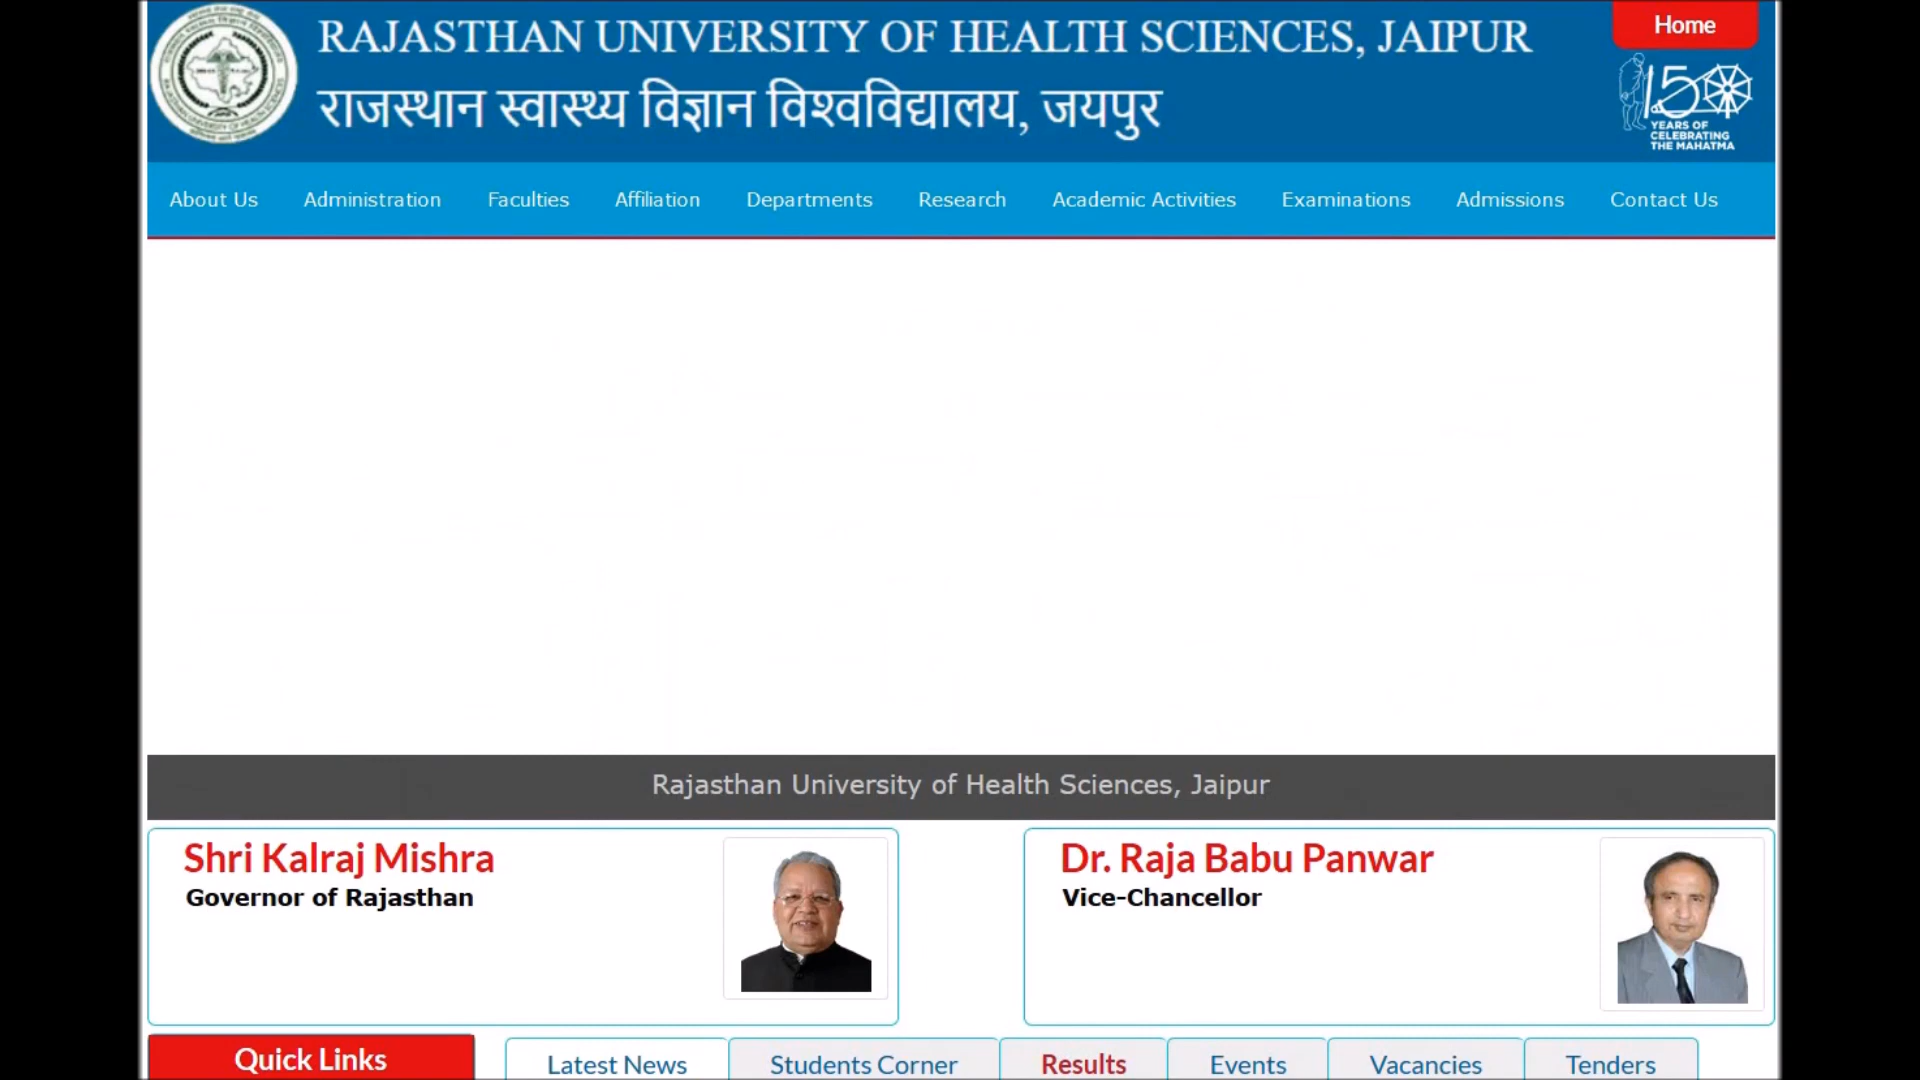 RAJASTHAN UNIVERSITY OF HEALTH SCIENCES, JAIPUR
राजस्थान स्वास्थ्य विज्ञान विश्वविद्यालय, जयपुर
Home
150
YEARS OF
CELEBRATING
THE MAHATMA
About Us Administration Faculties Affiliation Departments Research Academic Activities Examinations Admissions Contact Us
Rajasthan University of Health Sciences, Jaipur
Shri Kalraj Mishra
Governor of Rajasthan
Dr. Raja Babu Panwar
Vice-Chancellor
Quick Links
Latest News Students Corner Results Events Vacancies Tenders